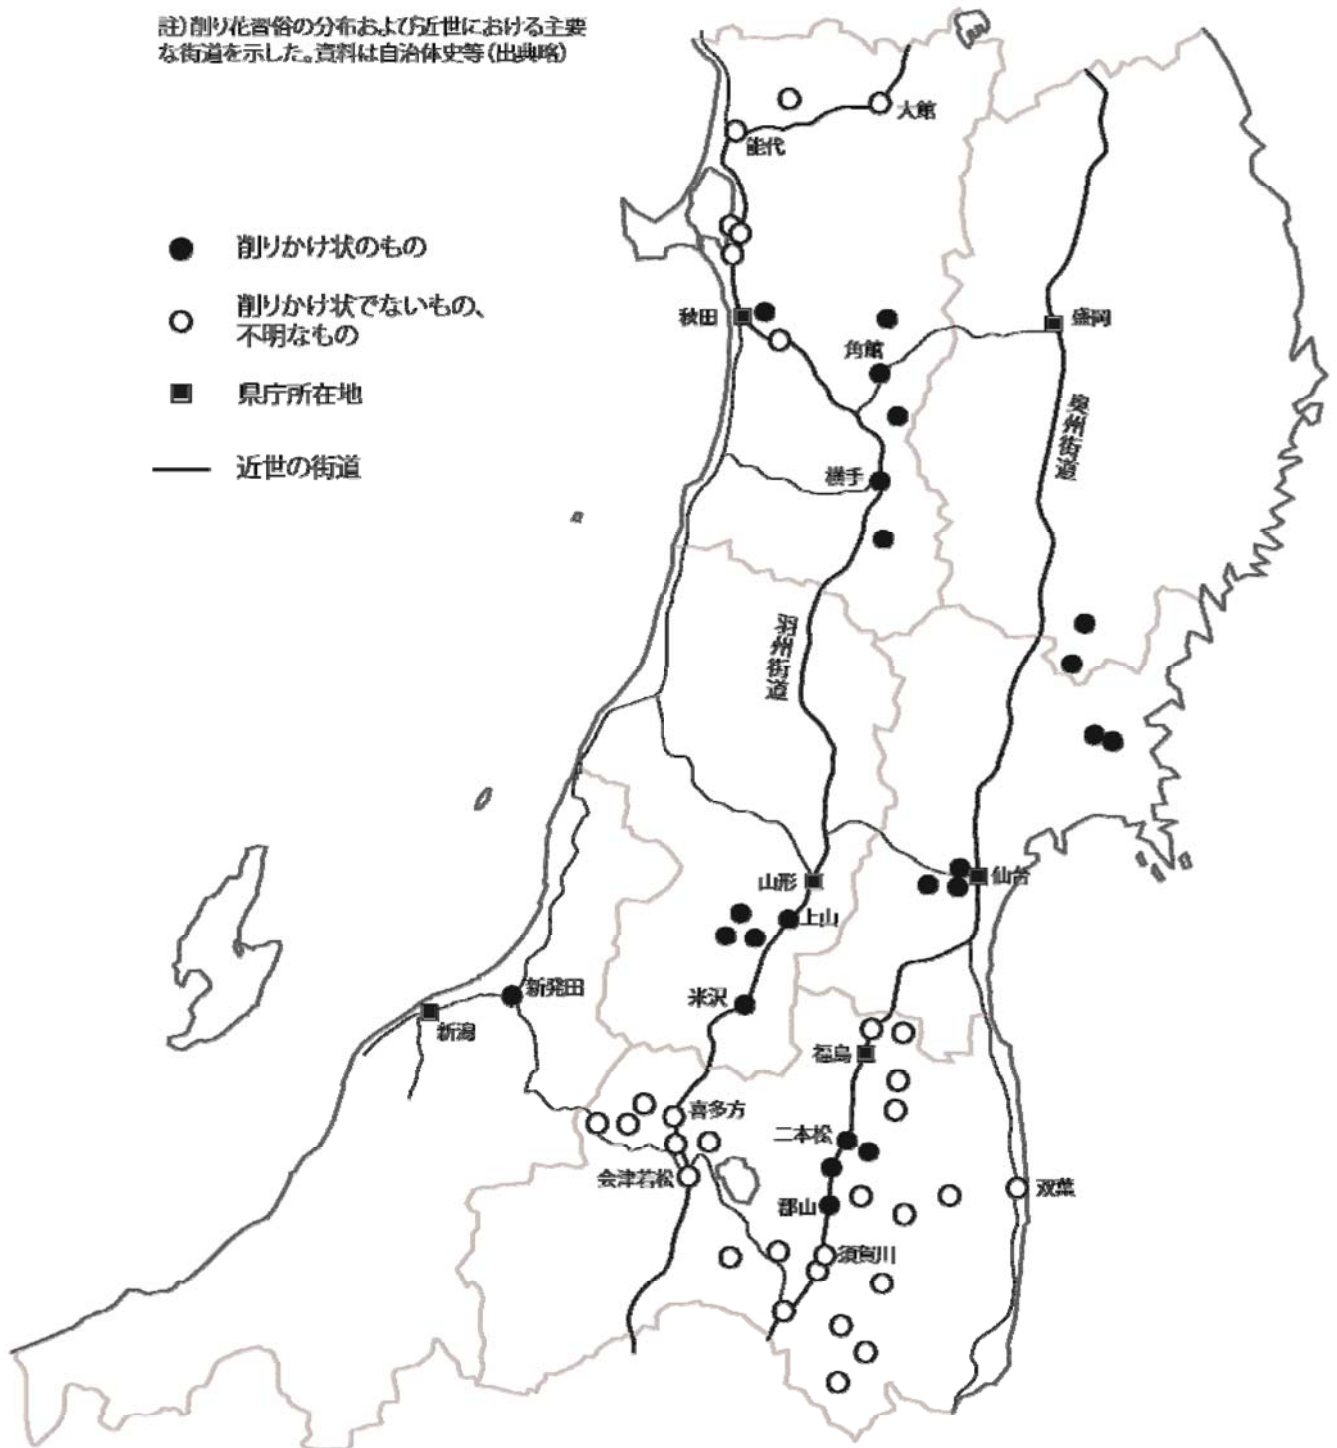 註)削り花習俗の分布および近世における主要
な街道を示した。資料は自治体史等(出典略)
削りかけ状のもの
削りかけ状でないもの、
不明なもの
県庁所在地
近世の街道
大館
能代
秋田
角館
盛岡
奥州街道
横手
羽州街道
山形
上山
仙台
米沢
新発田
新潟
福島
喜多方
二本松
会津若松
郡山
双葉
須賀川